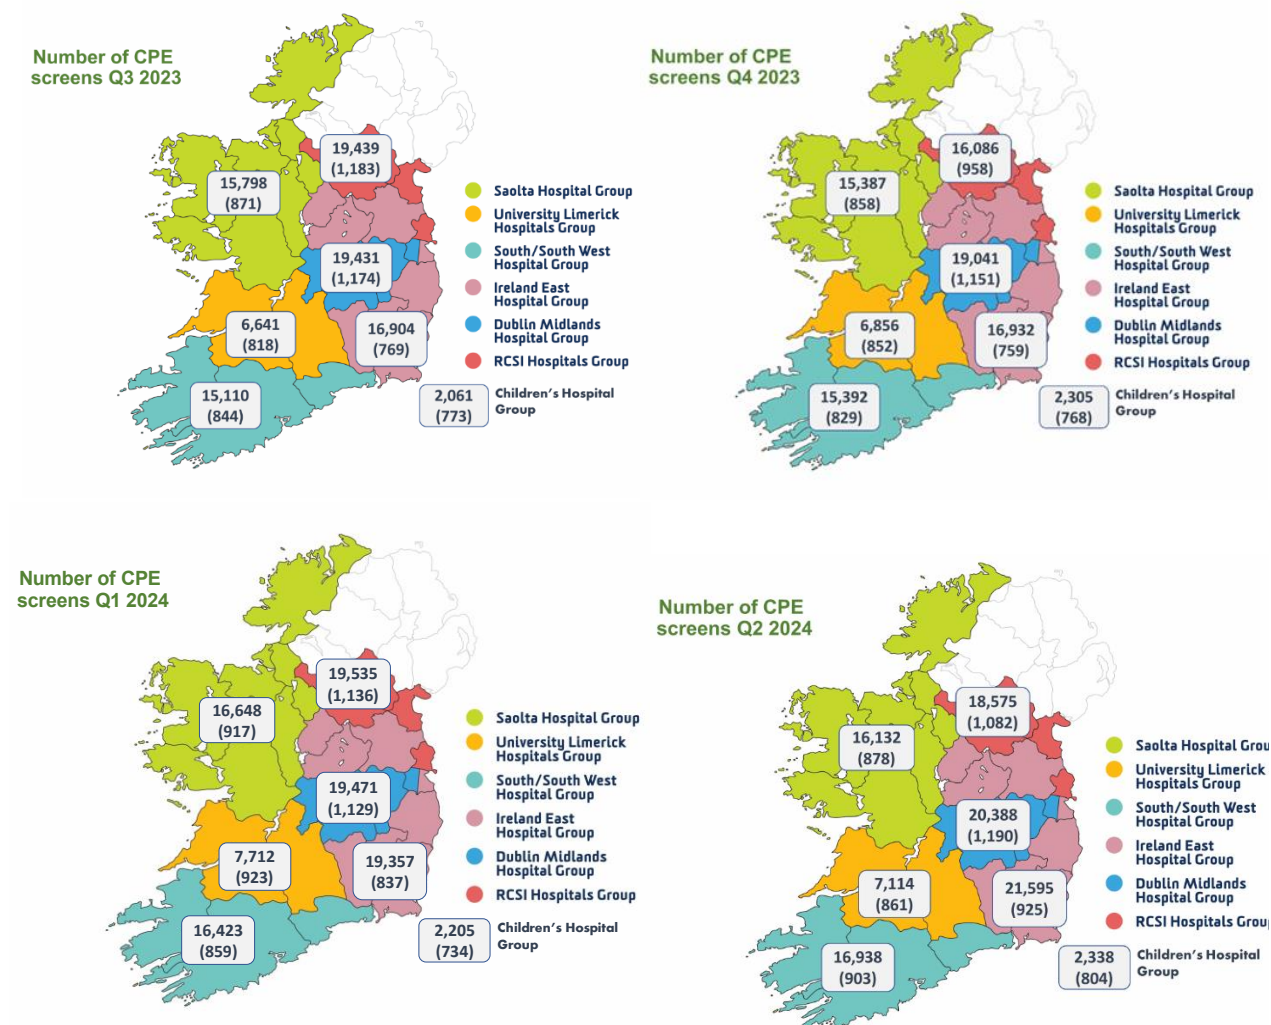 Number of CPE
screens Q3 2023
19,439
(1,183)
15,798
(871)
19,431
(1,174)
6,641
(818)
16,904
(769)
15,110
(844)
2,061
(773)
Saolta Hospital Group
University Limerick
Hospitals Group
South/South West
Hospital Group
Ireland East
Hospital Group
Dublin Midlands
Hospital Group
RCSI Hospitals Group
Children's Hospital
Group
Number of CPE
screens Q4 2023
16,086
(958)
15,387
(858)
19,041
(1,151)
6,856
(852)
16,932
(759)
15,392
(829)
2,305
(768)
Saolta Hospital Group
University Limerick
Hospitals Group
South/South West
Hospital Group
Ireland East
Hospital Group
Dublin Midlands
Hospital Group
RCSI Hospitals Group
Children's Hospital
Group
Number of CPE
screens Q1 2024
19,535
(1,136)
16,648
(917)
19,471
(1,129)
7,712
(923)
19,357
(837)
16,423
(859)
2,205
(734)
Saolta Hospital Group
University Limerick
Hospitals Group
South/South West
Hospital Group
Ireland East
Hospital Group
Dublin Midlands
Hospital Group
RCSI Hospitals Group
Children's Hospital
Group
Number of CPE
screens Q2 2024
18,575
(1,082)
16,132
(878)
20,388
(1,190)
7,114
(861)
21,595
(925)
16,938
(903)
2,338
(804)
Saolta Hospital Grou
University Limerick
Hospitals Group
South/South West
Hospital Group
Ireland East
Hospital Group
Dublin Midlands
Hospital Group
RCSI Hospitals Group
Children's Hospital
Group